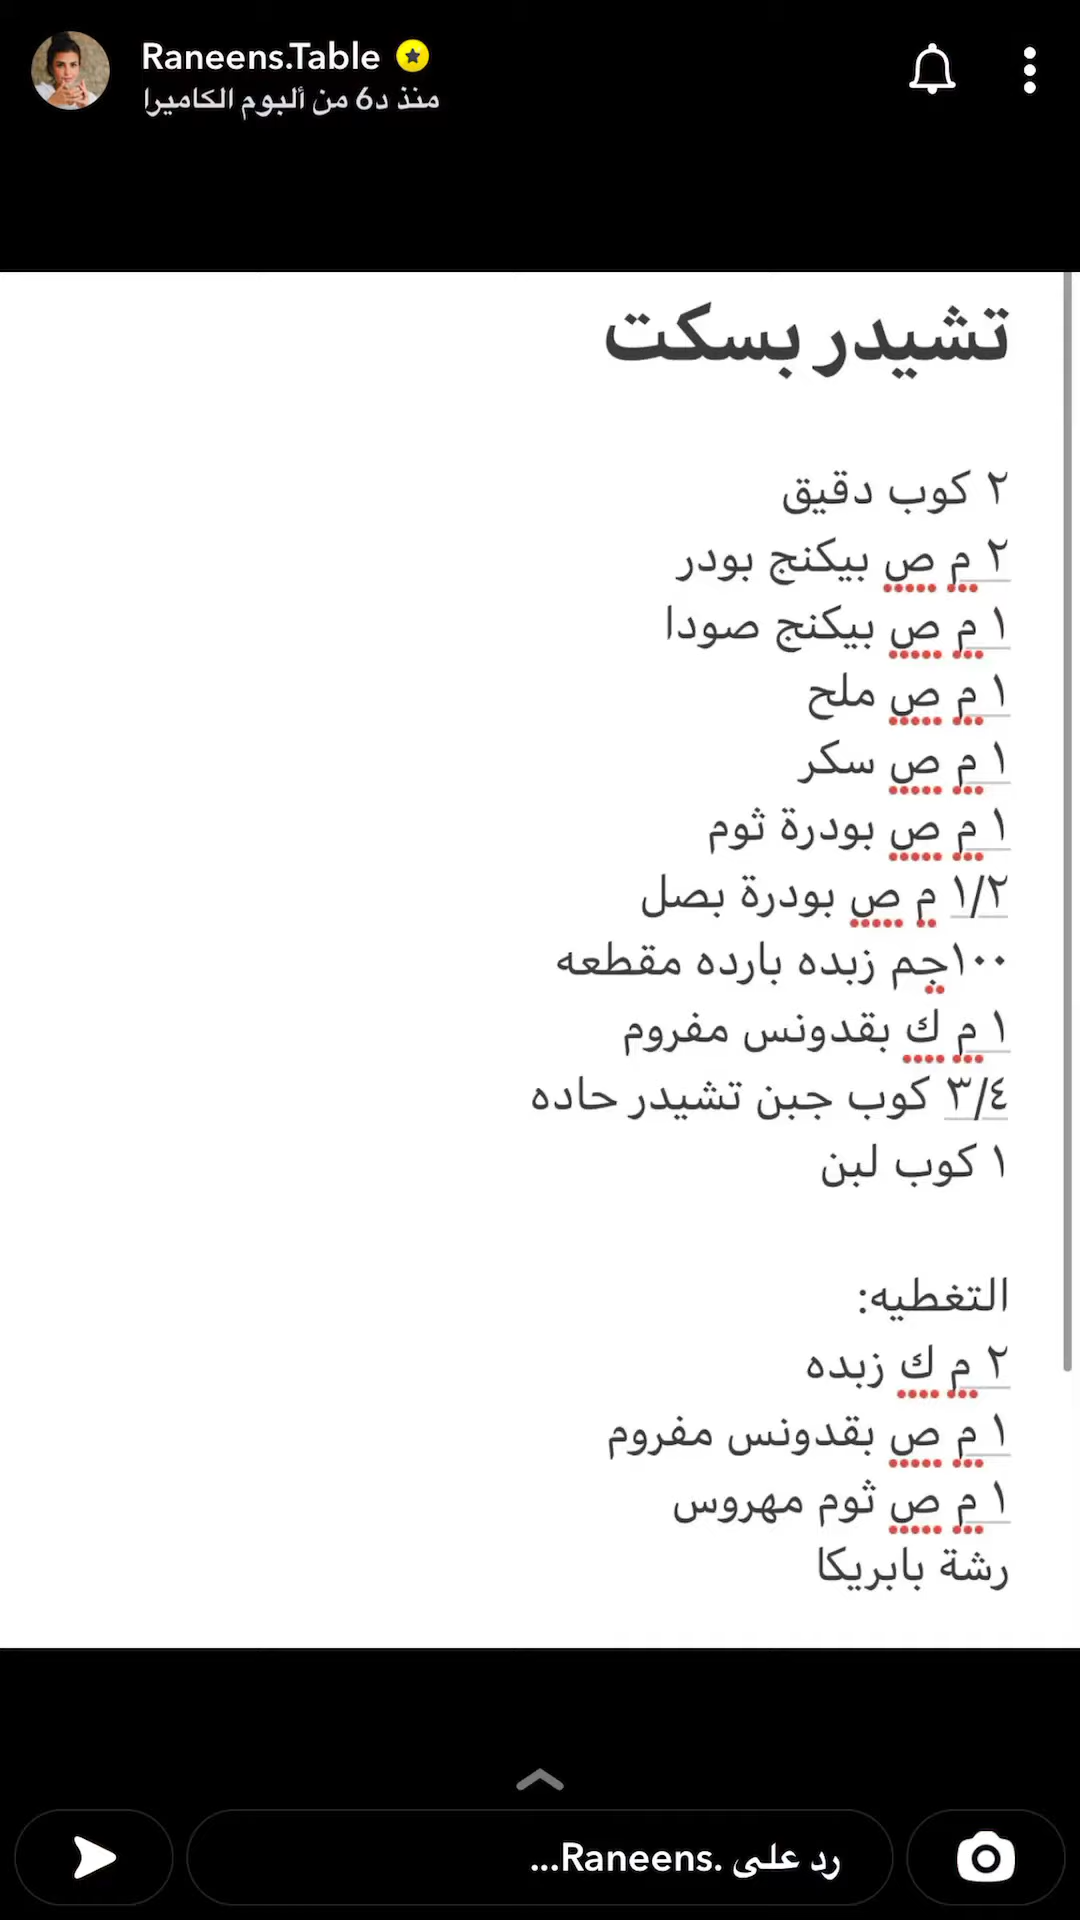 Raneens.Table
منذ د6 من ألبوم الكاميرا
تشيدر بسكت
٢ كوب دقيق
٢ م ص بيكنج بودر
١ م ص بيكنج صودا
١ م ص ملح
١ م ص سكر
١ م ص بودرة ثوم
١/٢ م ص بودرة بصل
١٠٠جم زبده بارده مقطعه
١ م ك بقدونس مفروم
٣/٤ كوب جبن تشيدر حاده
١ كوب لبن
التغطيه:
٢ م ك زبده
١ م ص بقدونس مفروم
١ م ص ثوم مهروس
رشة بابريكا
رد على Raneens. ...